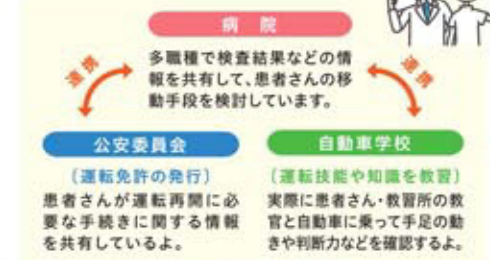 病 院
多職種で検査結果などの情
報を共有して、患者さんの移
動手段を検討しています。
連携
連携
公安委員会
(運転免許の発行)
患者さんが運転再開に必
要な手続きに関する情報
を共有しているよ。
自動車学校
(運転技能や知識を教習)
実際に患者さん・教習所の教
官と自動車に乗って手足の動
きや判断力などを確認するよ。